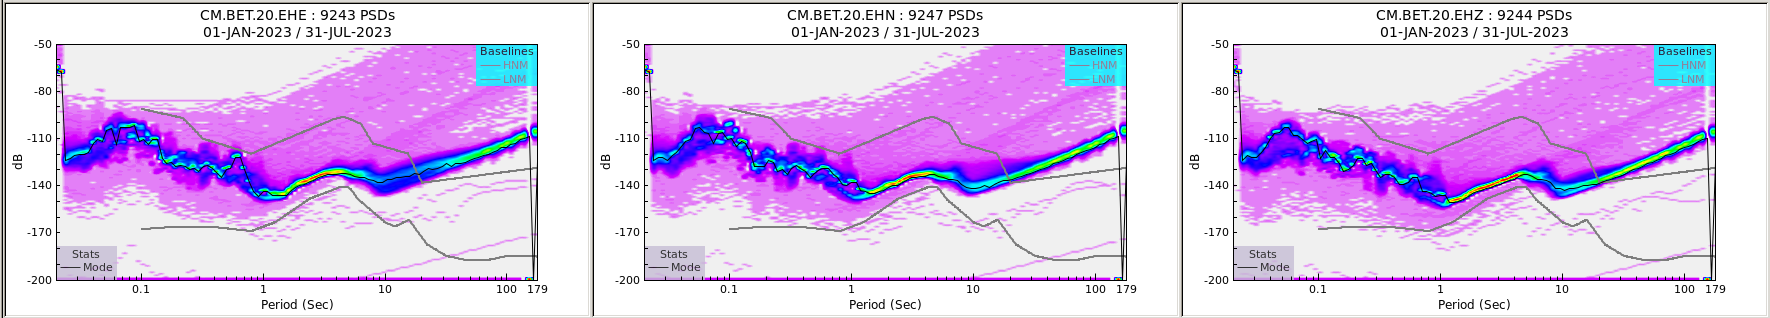 CM.BET.20.EHE : 9243 PSDs
01-JAN-2023 / 31-JUL-2023
-50
-80
-110
-140
-170
-200
dB
Baselines
HNM
LNM
Stats
Mode
0.1
1
10
100
179
Period (Sec)
CM.BET.20.EHN : 9247 PSDs
01-JAN-2023 / 31-JUL-2023
-50
-80
-110
-140
-170
-200
dB
Baselines
HNM
LNM
Stats
Mode
0.1
1
10
100
179
Period (Sec)
CM.BET.20.EHZ : 9244 PSDs
01-JAN-2023 / 31-JUL-2023
-50
-80
-110
-140
-170
-200
dB
Baselines
HNM
LNM
Stats
Mode
0.1
1
10
100
179
Period (Sec)